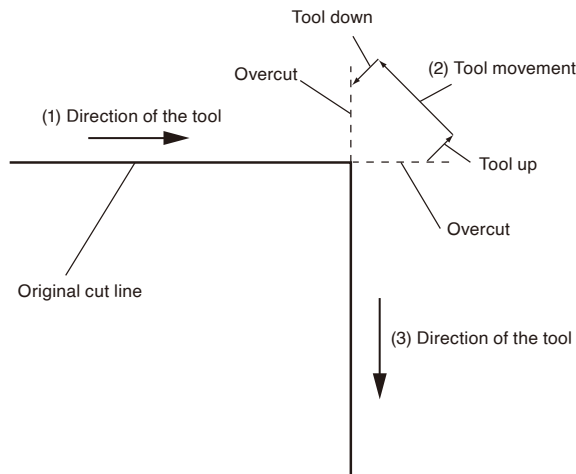 Tool down
(2) Tool movement
Overcut
(1) Direction of the tool
Tool up
Overcut
Original cut line
(3) Direction of the tool